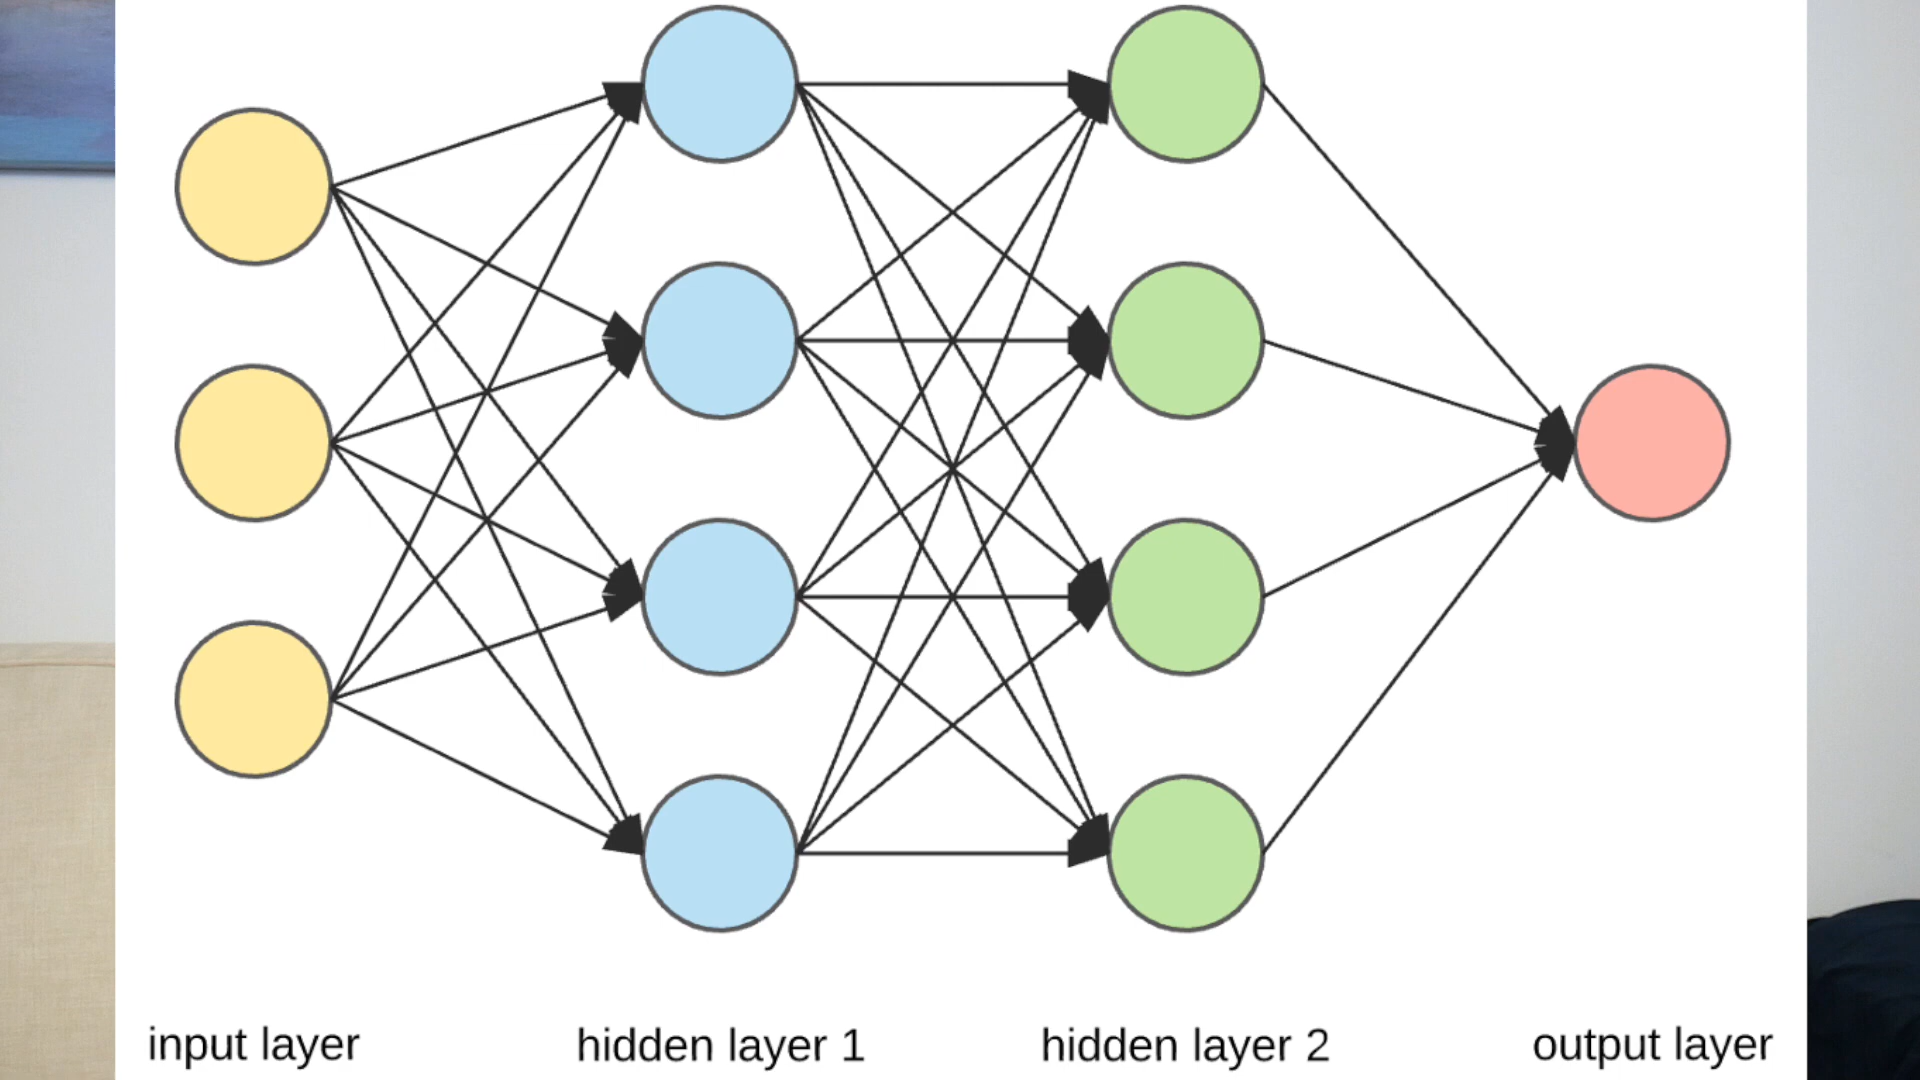 input layer
hidden layer 1
hidden layer 2
output layer